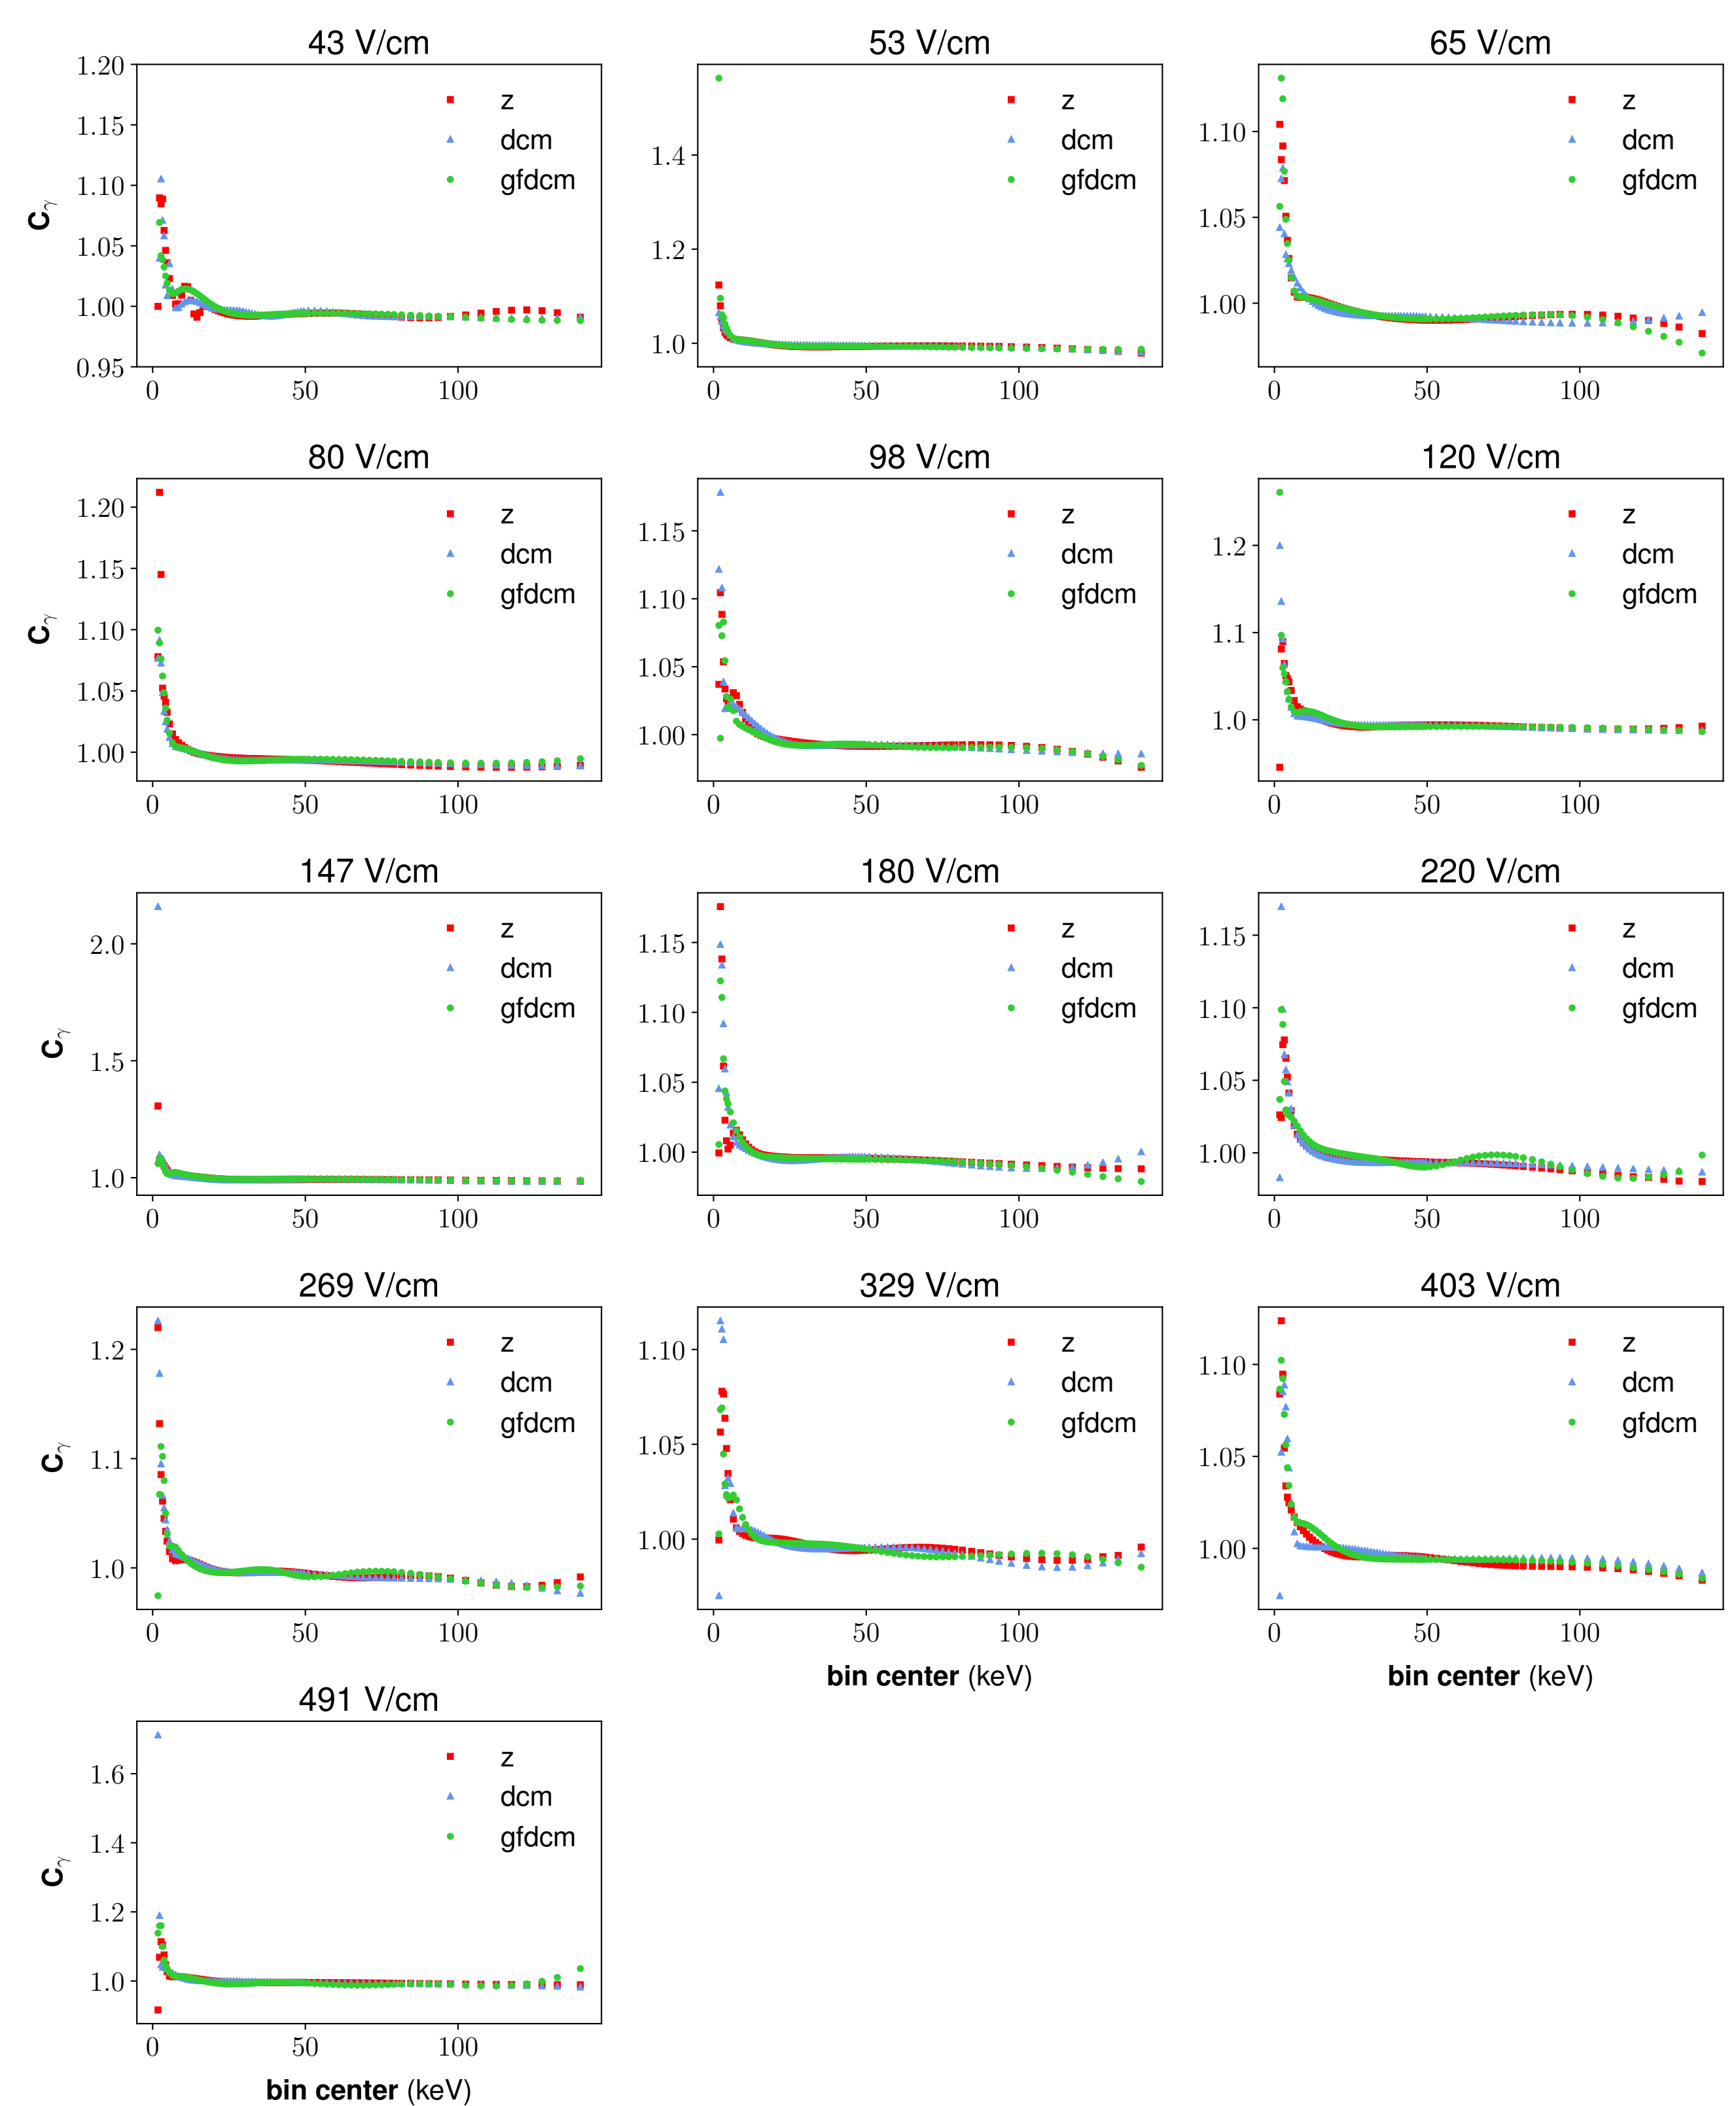 43 V/cm
53 V/cm
65 V/cm
1.20
1.15
1.10
1.05
1.00
0.95
Cγ
z
dcm
gfdcm
0
50
100
1.4
1.2
1.0
z
dcm
gfdcm
0
50
100
1.10
1.05
1.00
z
dcm
gfdcm
0
50
100
80 V/cm
98 V/cm
120 V/cm
1.20
1.15
1.10
1.05
1.00
Cγ
z
dcm
gfdcm
0
50
100
1.15
1.10
1.05
1.00
z
dcm
gfdcm
0
50
100
1.2
1.1
1.0
z
dcm
gfdcm
0
50
100
147 V/cm
180 V/cm
220 V/cm
2.0
1.5
1.0
Cγ
z
dcm
gfdcm
0
50
100
1.15
1.10
1.05
1.00
z
dcm
gfdcm
0
50
100
1.15
1.10
1.05
1.00
z
dcm
gfdcm
0
50
100
269 V/cm
329 V/cm
403 V/cm
1.2
1.1
1.0
Cγ
z
dcm
gfdcm
0
50
100
1.10
1.05
1.00
z
dcm
gfdcm
0
50
100
bin center (keV)
1.10
1.05
1.00
z
dcm
gfdcm
0
50
100
bin center (keV)
491 V/cm
1.6
1.4
1.2
1.0
Cγ
z
dcm
gfdcm
0
50
100
bin center (keV)